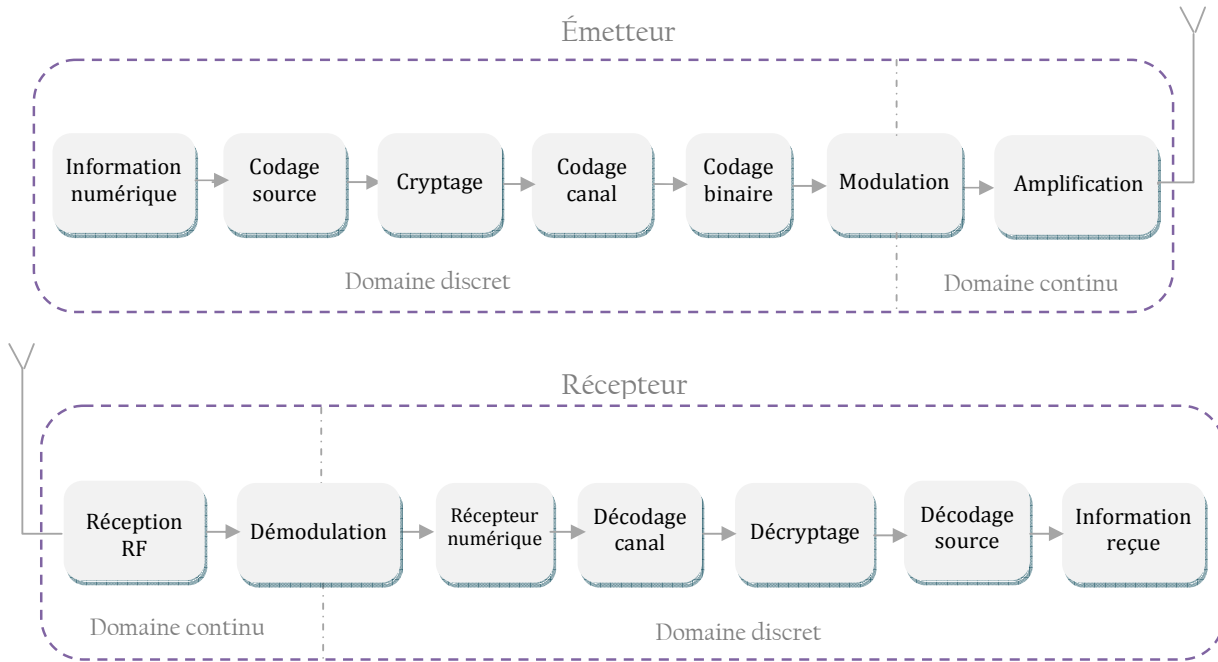 Émetteur
Information
numérique
Codage
source
Cryptage
Codage
canal
Codage
binaire
Modulation
Amplification
Domaine discret
Domaine continu
Récepteur
Réception
RF
Démodulation
Récepteur
numérique
Décodage
canal
Décryptage
Décodage
source
Information
reçue
Domaine continu
Domaine discret